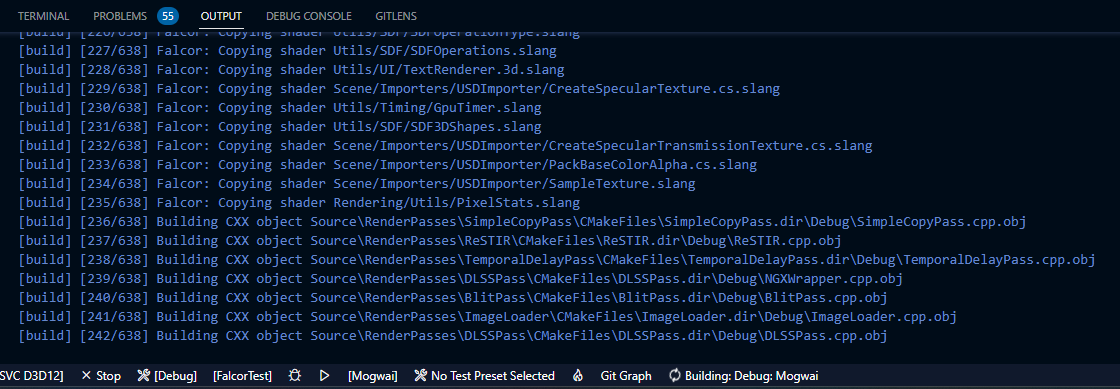 TERMINAL PROBLEMS 55 OUTPUT DEBUG CONSOLE GITLENS
[build] [226/638] Falcor: Copying shader Utils/SDF/SDFOperationType.slang
[build] [227/638] Falcor: Copying shader Utils/SDF/SDFOperations.slang
[build] [228/638] Falcor: Copying shader Utils/UI/TextRenderer.3d.slang
[build] [229/638] Falcor: Copying shader Scene/Importers/USDImporter/CreateSpecularTexture.cs.slang
[build] [230/638] Falcor: Copying shader Utils/Timing/GpuTimer.slang
[build] [231/638] Falcor: Copying shader Utils/SDF/SDF3DShapes.slang
[build] [232/638] Falcor: Copying shader Scene/Importers/USDImporter/CreateSpecularTransmissionTexture.cs.slang
[build] [233/638] Falcor: Copying shader Scene/Importers/USDImporter/PackBaseColorAlpha.cs.slang
[build] [234/638] Falcor: Copying shader Scene/Importers/USDImporter/SampleTexture.slang
[build] [235/638] Falcor: Copying shader Rendering/Utils/PixelStats.slang
[build] [236/638] Building CXX object Source\RenderPasses\SimpleCopyPass\CMakeFiles\SimpleCopyPass.dir\Debug\SimpleCopyPass.cpp.obj
[build] [237/638] Building CXX object Source\RenderPasses\ReSTIR\CMakeFiles\ReSTIR.dir\Debug\ReSTIR.cpp.obj
[build] [238/638] Building CXX object Source\RenderPasses\TemporalDelayPass\CMakeFiles\TemporalDelayPass.dir\Debug\TemporalDelayPass.cpp.obj
[build] [239/638] Building CXX object Source\RenderPasses\DLSSPass\CMakeFiles\DLSSPass.dir\Debug\NGXWrapper.cpp.obj
[build] [240/638] Building CXX object Source\RenderPasses\BlitPass\CMakeFiles\BlitPass.dir\Debug\BlitPass.cpp.obj
[build] [241/638] Building CXX object Source\RenderPasses\ImageLoader\CMakeFiles\ImageLoader.dir\Debug\ImageLoader.cpp.obj
[build] [242/638] Building CXX object Source\RenderPasses\DLSSPass\CMakeFiles\DLSSPass.dir\Debug\DLSSPass.cpp.obj
SVC D3D12] Stop [Debug] [FalcorTest] [Mogwai] No Test Preset Selected Git Graph Building: Debug: Mogwai